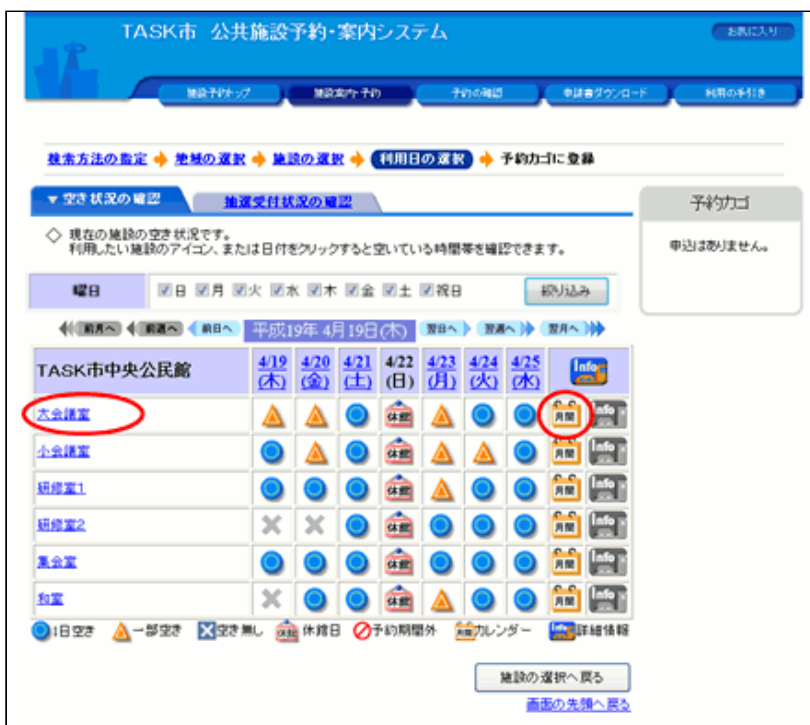 TASK市 公共施設予約・案内システム
お気に入り
施設予約トップ 施設案内・予約 予約の確認 申請書ダウンロード 利用の手引き
検索方法の指定 地域の選択 施設の選択 利用日の選択 予約カゴに登録
▼空き状況の確認 抽選受付状況の確認
予約カゴ
◇ 現在の施設の空き状況です。
利用したい施設のアイコン、または日付をクリックすると空いている時間帯を確認できます。
申込はありません。
曜日 日 月 火 水 木 金 土 祝日 絞り込み
前月へ 前週へ 前日へ 平成19年 4月19日(木) 翌日へ 翌週へ 翌月へ
TASK市中央公民館 4/19(木) 4/20(金) 4/21(土) 4/22(日) 4/23(月) 4/24(火) 4/25(水) Info
大会議室 休館 月間 Info
小会議室 休館 月間 Info
研修室1 休館 月間 Info
研修室2 休館 月間 Info
集会室 休館 月間 Info
和室 休館 月間 Info
1日空き 一部空き 空き無し 休館 休館日 予約期間外 月間 カレンダー Info 詳細情報
施設の選択へ戻る
画面の先頭へ戻る